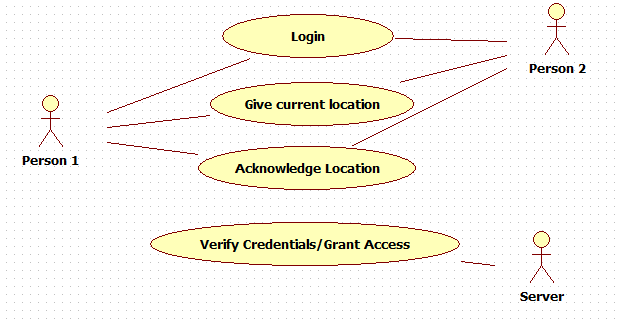 Login
Person 2
Give current location
Person 1
Acknowledge Location
Verify Credentials/Grant Access
Server